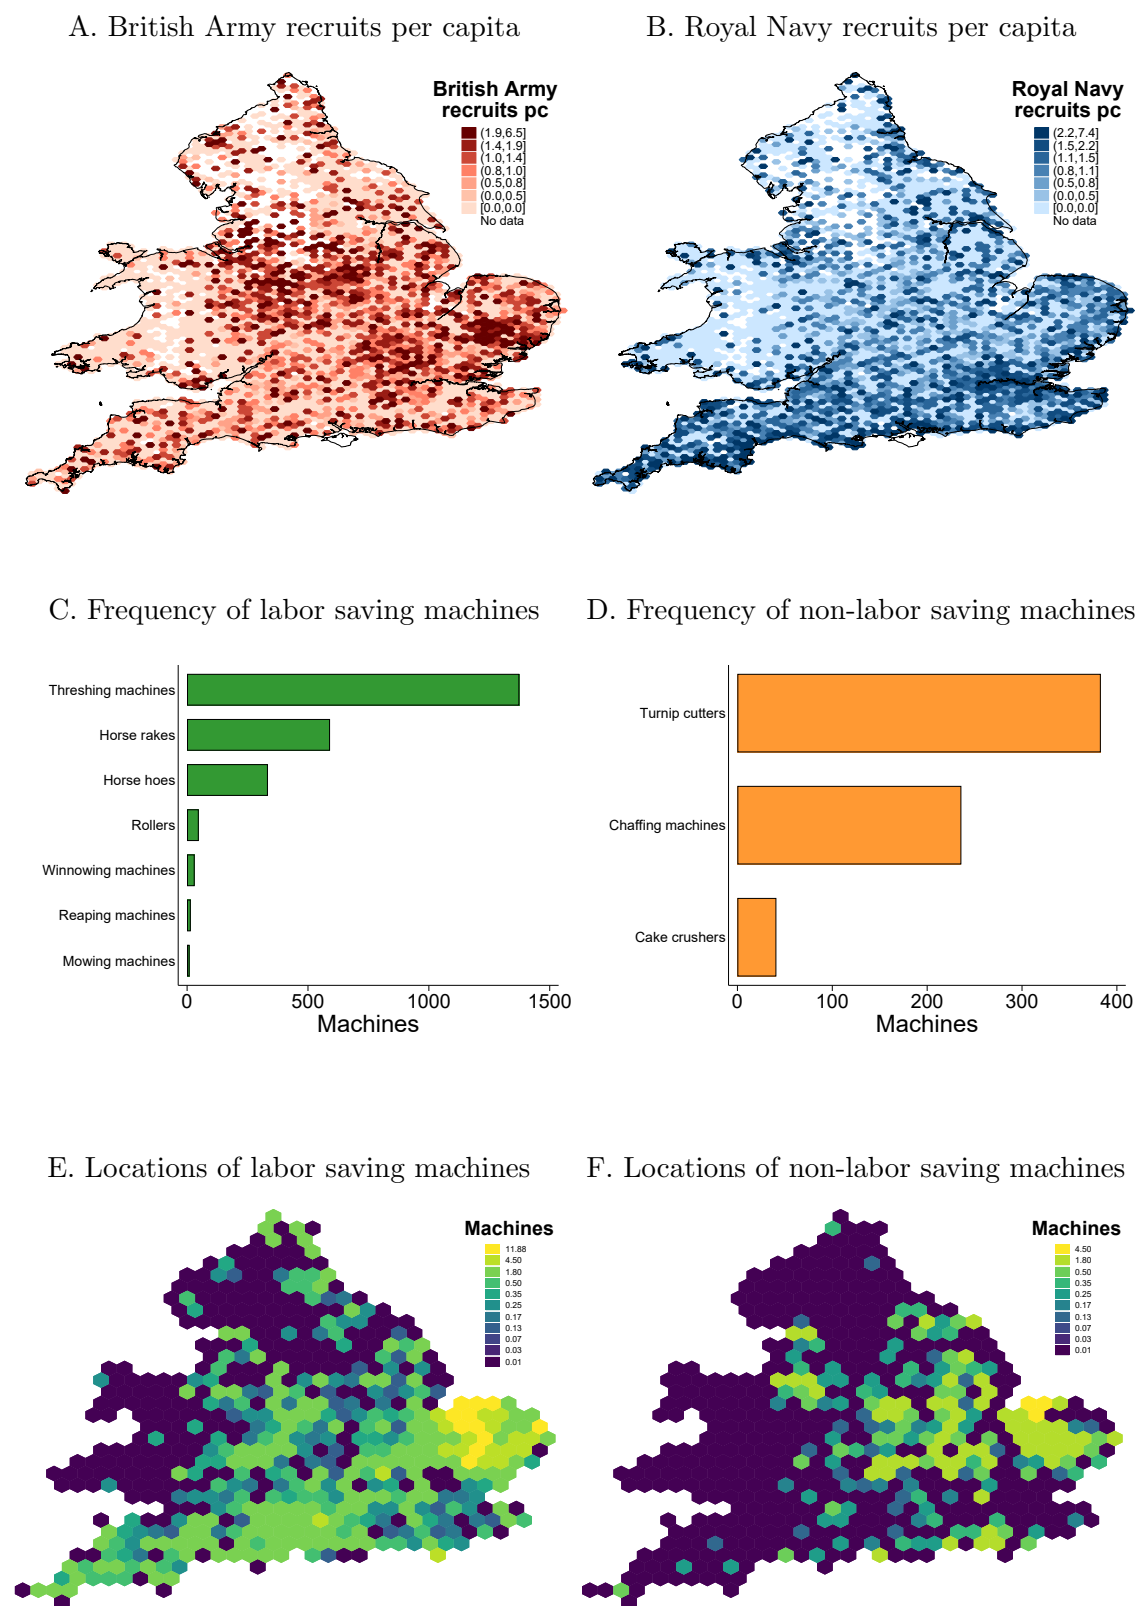 A. British Army recruits per capita
British Army
recruits pc
(1.9,6.5]
(1.4,1.9]
(1.0,1.4]
(0.8,1.0]
(0.5,0.8]
(0.0,0.5]
[0.0,0.0]
No data
B. Royal Navy recruits per capita
Royal Navy
recruits pc
(2.2,7.4]
(1.5,2.2]
(1.1,1.5]
(0.8,1.1]
(0.5,0.8]
(0.0,0.5]
[0.0,0.0]
No data
C. Frequency of labor saving machines
Threshing machines
Horse rakes
Horse hoes
Rollers
Winnowing machines
Reaping machines
Mowing machines
0 500 1000 1500
Machines
D. Frequency of non-labor saving machines
Turnip cutters
Chaffing machines
Cake crushers
0 100 200 300 400
Machines
E. Locations of labor saving machines
Machines
11.88
4.50
1.80
0.50
0.35
0.25
0.17
0.13
0.07
0.03
0.01
F. Locations of non-labor saving machines
Machines
4.50
1.80
0.50
0.35
0.25
0.17
0.13
0.07
0.03
0.01